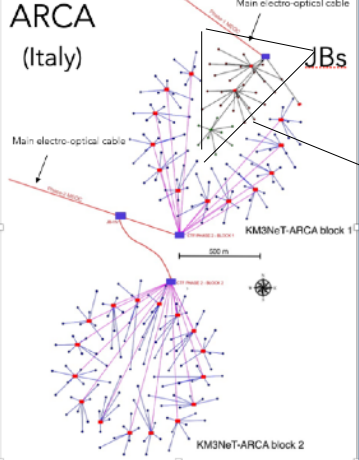 Main electro-optical cable
ARCA
(Italy)
JBs
Main electro-optical cable
KM3NeT-ARCA block 1
500 m
KM3NeT-ARCA block 2